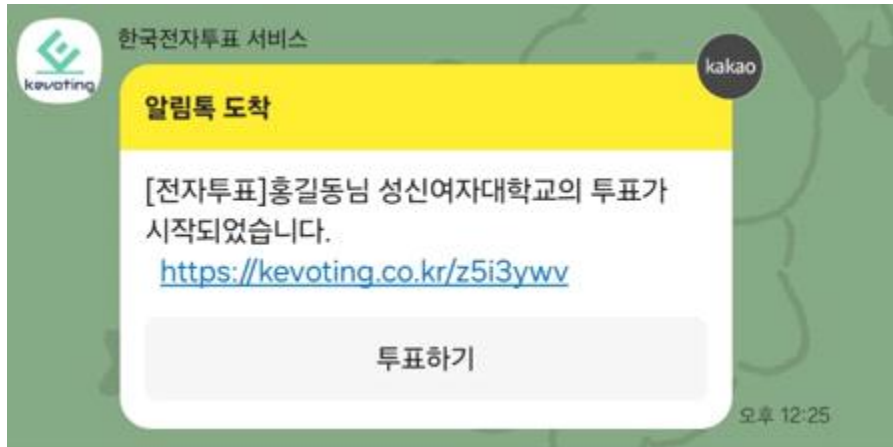 한국전자투표 서비스
kevoting
kakao
알림톡 도착
[전자투표]홍길동님 성신여자대학교의 투표가
시작되었습니다.
https://kevoting.co.kr/z5i3ywv
투표하기
오후 12:25